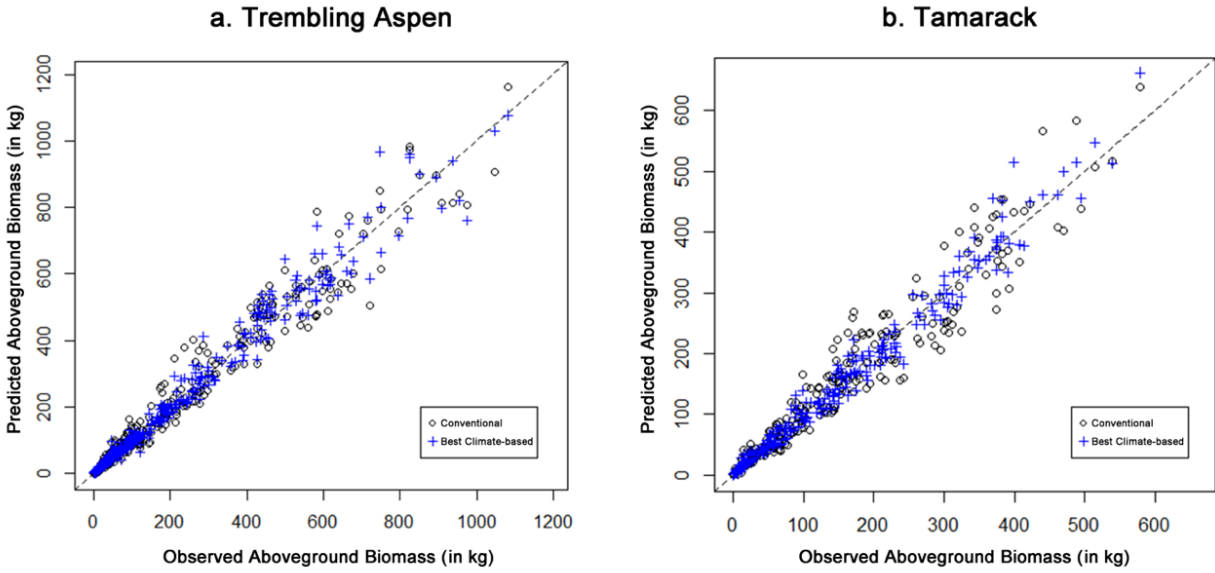 a. Trembling Aspen
Predicted Aboveground Biomass (in kg)
1200
1000
800
600
400
200
0
Conventional
Best Climate-based
0 200 400 600 800 1000 1200
Observed Aboveground Biomass (in kg)
b. Tamarack
Predicted Aboveground Biomass (in kg)
600
500
400
300
200
100
0
Conventional
Best Climate-based
0 100 200 300 400 500 600
Observed Aboveground Biomass (in kg)